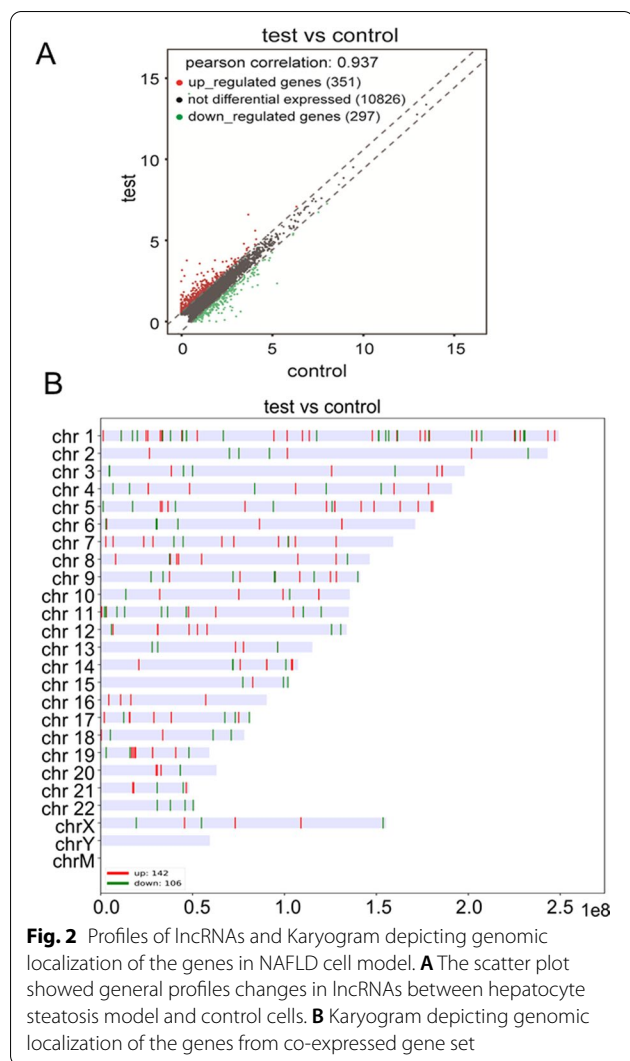 A
test vs control
pearson correlation: 0.937
up_regulated genes (351)
not differential expressed (10826)
down_regulated genes (297)
15
10
5
0
test
0 5 10 15
control
B
test vs control
chr 1
chr 2
chr 3
chr 4
chr 5
chr 6
chr 7
chr 8
chr 9
chr 10
chr 11
chr 12
chr 13
chr 14
chr 15
chr 16
chr 17
chr 18
chr 19
chr 20
chr 21
chr 22
chrX
chrY
chrM
up: 142
down: 106
0.0 0.5 1.0 1.5 2.0 2.5 1e8
Fig. 2 Profiles of lncRNAs and Karyogram depicting genomic
localization of the genes in NAFLD cell model. A The scatter plot
showed general profiles changes in lncRNAs between hepatocyte
steatosis model and control cells. B Karyogram depicting genomic
localization of the genes from co-expressed gene set